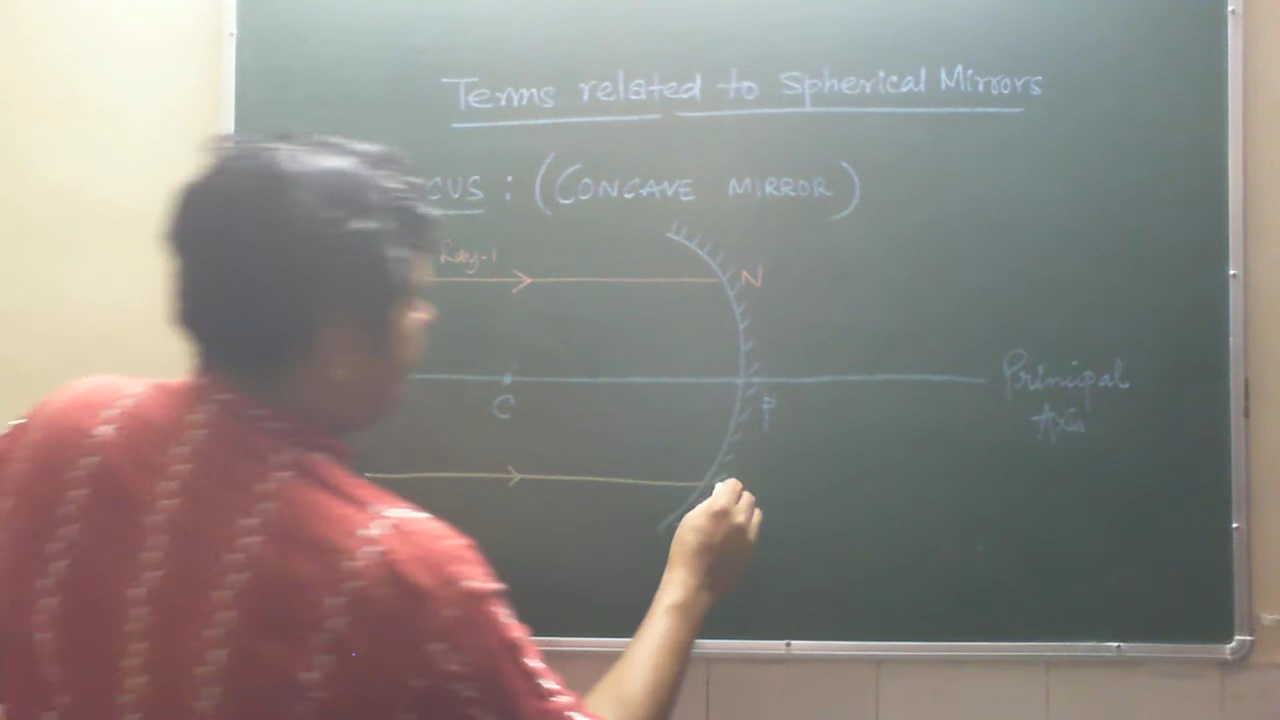 Terms related to Spherical Mirrors
CUS : (CONCAVE MIRROR)
Ray-1
N
C
P
Principal
Axis